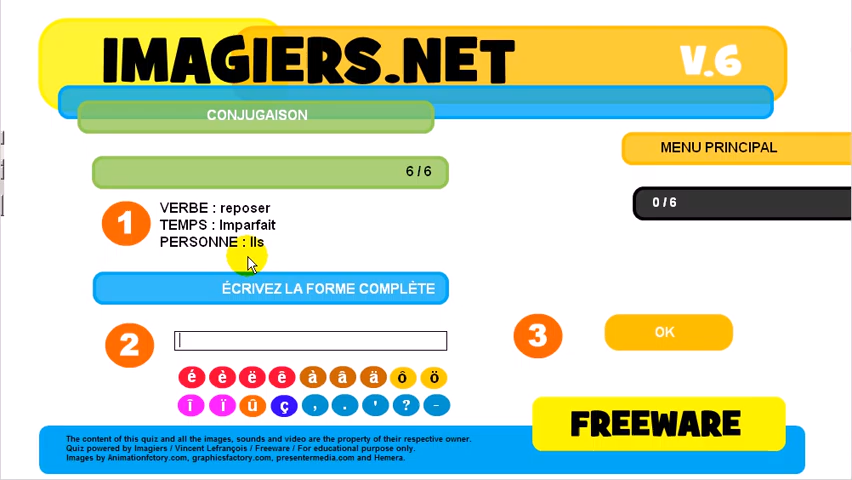 IMAGIERS.NET
V.6
CONJUGAISON
MENU PRINCIPAL
6 / 6
0 / 6
1
VERBE : reposer
TEMPS : Imparfait
PERSONNE : Ils
ÉCRIVEZ LA FORME COMPLÈTE
2
3
OK
é è ë ē à â ä ô ö
î ï û ç , . ' ? -
FREEWARE
The content of this quiz and all the images, sounds and video are the property of their respective owner.
Quiz powered by Imagiers / Vincent Lefrançois / Freeware / For educational purpose only.
Images by Animationfctory.com, graphicsfactory.com, presentermedia.com and Hemera.